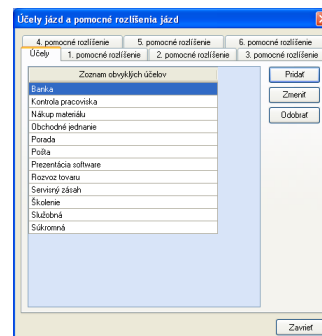 Účely jázd a pomocné rozlíšenia jázd
4. pomocné rozlíšenie 5. pomocné rozlíšenie 6. pomocné rozlíšenie
Účely 1. pomocné rozlíšenie 2. pomocné rozlíšenie 3. pomocné rozlíšenie
Zoznam obvyklých účelov
Pridať
Banka
Zmeniť
Kontrola pracoviska
Nákup materiálu
Odobrať
Obchodné jednanie
Porada
Pošta
Prezentácia software
Rozvoz tovaru
Servisný zásah
Školenie
Služobná
Súkromná
Zavrieť